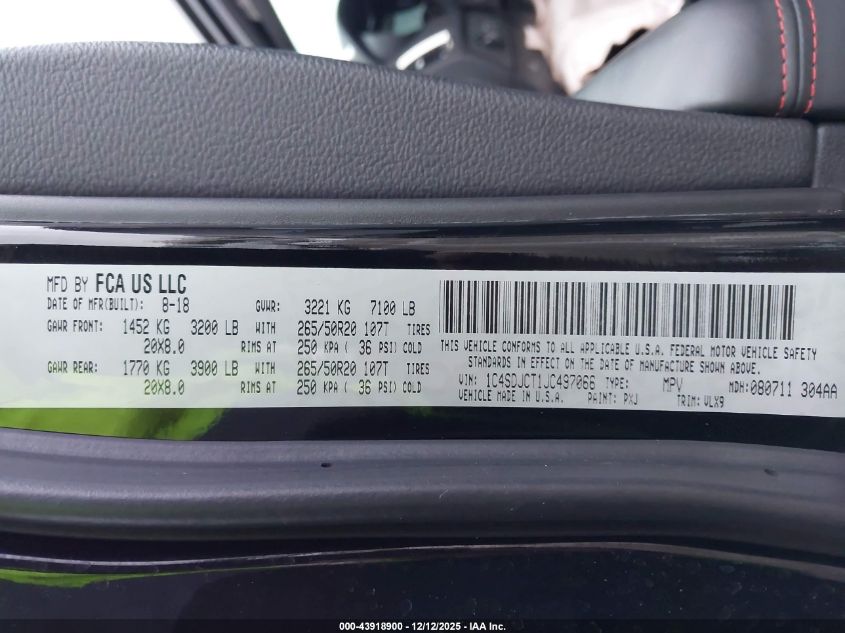 MFD BY FCA US LLC
DATE OF MFR(BUILT): 8-18 GVWR: 3221 KG 7100 LB
GAWR FRONT: 1452 KG 3200 LB WITH 265/50R20 107T TIRES
20X8.0 RIMS AT 250 KPA ( 36 PSI) COLD
GAWR REAR: 1770 KG 3900 LB WITH 265/50R20 107T TIRES
20X8.0 RIMS AT 250 KPA ( 36 PSI) COLD
THIS VEHICLE CONFORMS TO ALL APPLICABLE U.S.A. FEDERAL MOTOR VEHICLE SAFETY
STANDARDS IN EFFECT ON THE DATE OF MANUFACTURE SHOWN ABOVE.
VIN: 1C4SDJCT1JC497066 TYPE: MPV MDH:080711 304AA
VEHICLE MADE IN U.S.A. PAINT: PXJ TRIM: VLX9
000-43918900 - 12/12/2025 - IAA Inc.